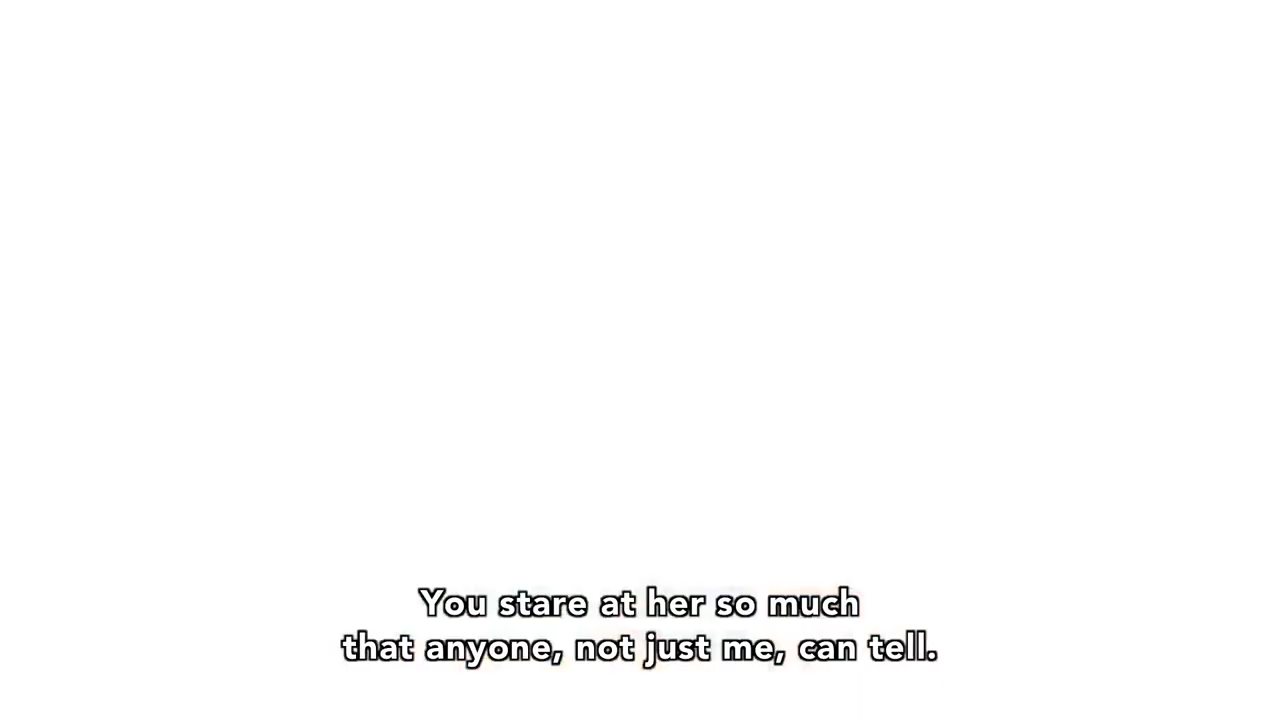 You stare at her so much
that anyone, not just me, can tell.